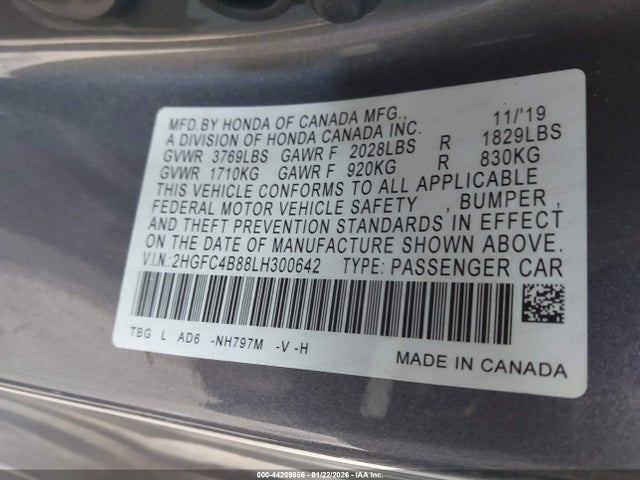 MFD.BY HONDA OF CANADA MFG., 11/'19
A DIVISION OF HONDA CANADA INC.
GVWR 3769LBS GAWR F 2028LBS R 1829LBS
GVWR 1710KG GAWR F 920KG R 830KG
THIS VEHICLE CONFORMS TO ALL APPLICABLE
FEDERAL MOTOR VEHICLE SAFETY , BUMPER ,
AND THEFT PREVENTION STANDARDS IN EFFECT
ON THE DATE OF MANUFACTURE SHOWN ABOVE.
V.I.N.:2HGFC4B88LH300642 TYPE: PASSENGER CAR
TBG L AD6 -NH797M -V -H
MADE IN CANADA
000-44209856 - 01/22/2026 - Copyright © IAA, Inc.